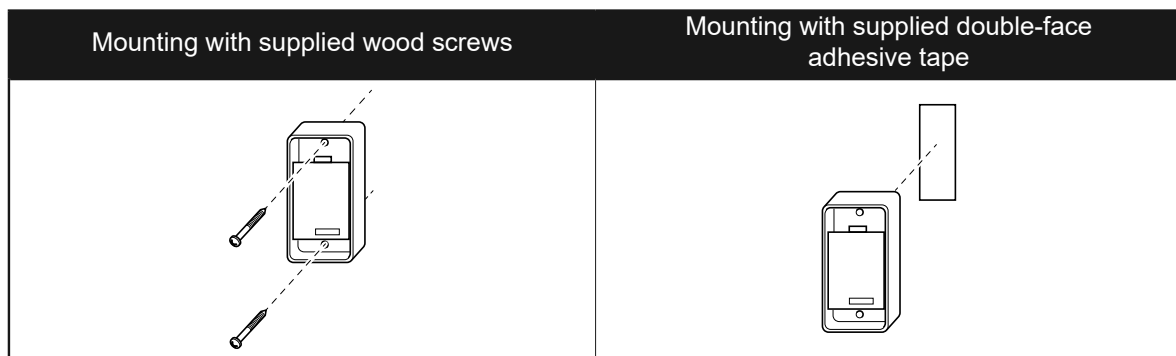 Mounting with supplied wood screws
Mounting with supplied double-face
adhesive tape